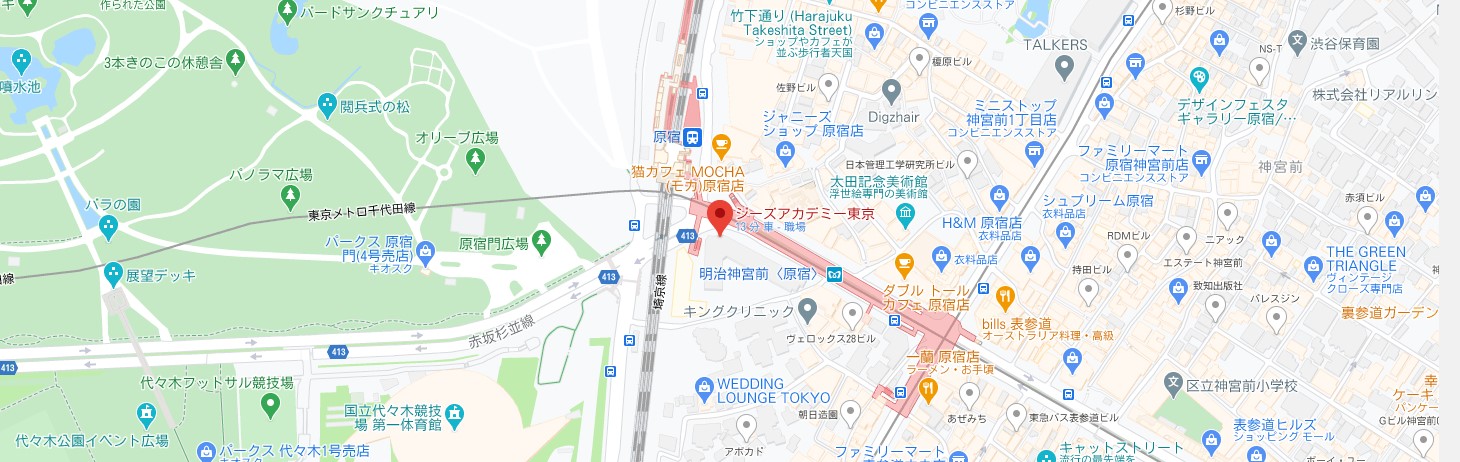 作られた公園
バードサンクチュアリ
3本きのこの休憩舎
噴水池
閲兵式の松
オリーブ広場
パノラマ広場
バラの園
東京メトロ千代田線
パークス 原宿
門(4号売店)
キオスク
原宿門広場
展望デッキ
413
413
413
413
赤坂杉並線
埼京線
代々木フットサル競技場
代々木公園イベント広場
国立代々木競技
場 第一体育館
パークス 代々木1号売店
キオスク
竹下通り (Harajuku
Takeshita Street)
ショップやカフェが
並ぶ歩行者天国
コンビニエンスストア
榎原ビル
TALKERS
杉野ビル
NS-T
渋谷保育園
佐野ビル
Digzhair
ジャニーズ
ショップ 原宿店
ミニストップ
神宮前1丁目店
コンビニエンスストア
デザインフェスタ
ギャラリー原宿/…
株式会社リアルリン
原宿
猫カフェ MOCHA
(モカ)原宿店
日本管理工学研究所ビル
太田記念美術館
浮世絵専門の美術館
ファミリーマート
原宿神宮前店
コンビニエンスストア
神宮前
ジーズアカデミー東京
13 分 車 - 職場
H&M 原宿店
衣料品店
シュプリーム原宿
衣料品店
赤須ビル
RDMビル
ニアック
明治神宮前〈原宿〉
衣料品店
ダブル トール
カフェ 原宿店
持田ビル
エステート神宮前
THE GREEN
TRIANGLE
ヴィンテージ
クローズ専門店
致知出版社
パレスジン
キングクリニック
ヴェロックス28ビル
bills 表参道
オーストラリア料理・高級
裏参道ガーデン
一蘭 原宿店
ラーメン・お手頃
WEDDING
LOUNGE TOKYO
朝日造園
アポカド
あぜみち
東急バス表参道ビル
区立神宮前小学校
ケーキ
Gビル神宮前
表参道ヒルズ
ショッピング モール
キャットストリート
ファミリーマート